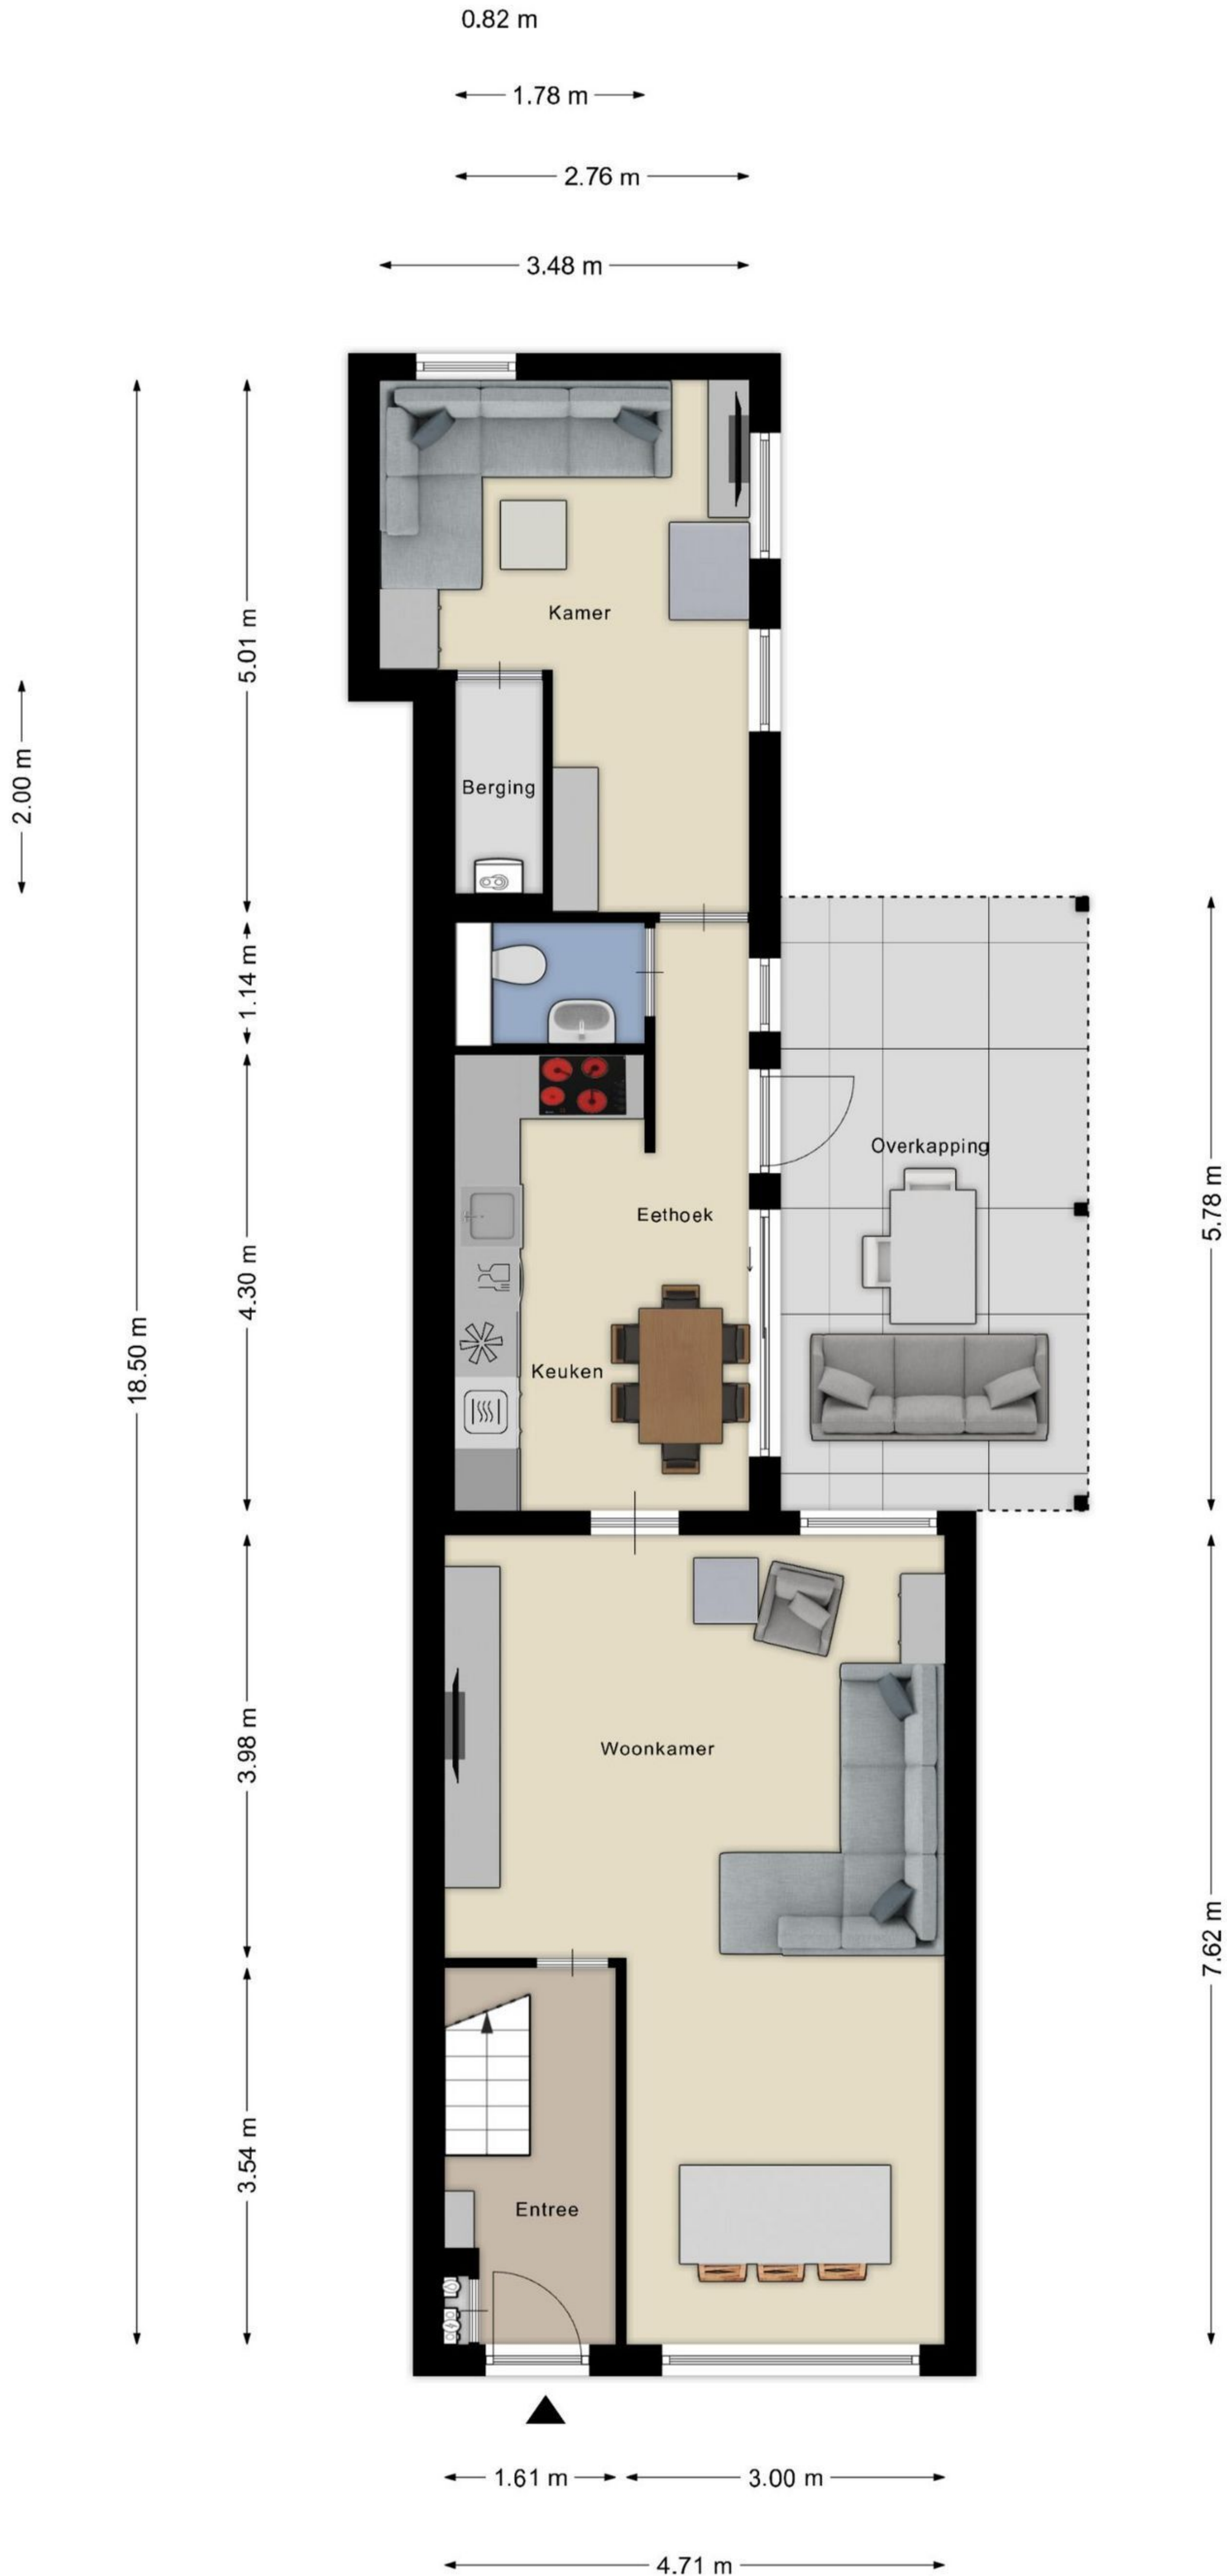 0.82 m
1.78 m
2.76 m
3.48 m
Kamer
5.01 m
2.00 m
Berging
1.14 m
Overkapping
5.78 m
Eethoek
4.30 m
18.50 m
Keuken
3.98 m
Woonkamer
7.62 m
3.54 m
Entree
1.61 m
3.00 m
4.71 m